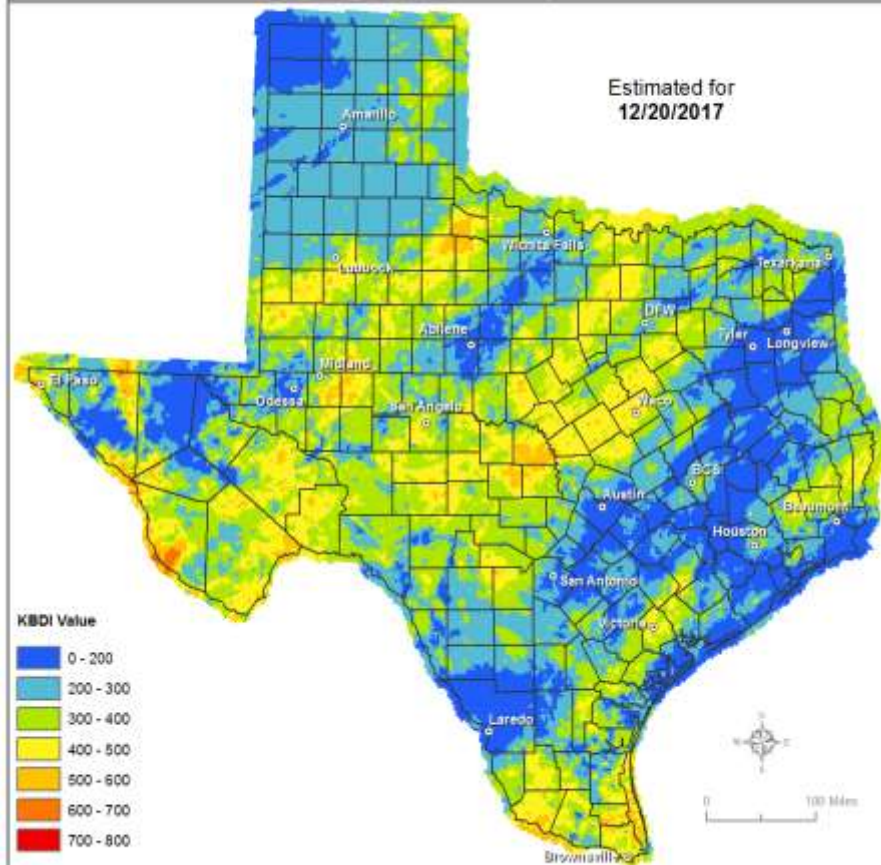 Estimated for
12/20/2017
Amarillo
Wichita Falls
Texarkana
Lubbock
DFW
Abilene
Tyler
Longview
Midland
El Paso
Odessa
San Angelo
Waco
BCS
Austin
Beaumont
Houston
San Antonio
Victoria
Laredo
Brownsville
KBDI Value
0 - 200
200 - 300
300 - 400
400 - 500
500 - 600
600 - 700
700 - 800
0 100 Miles